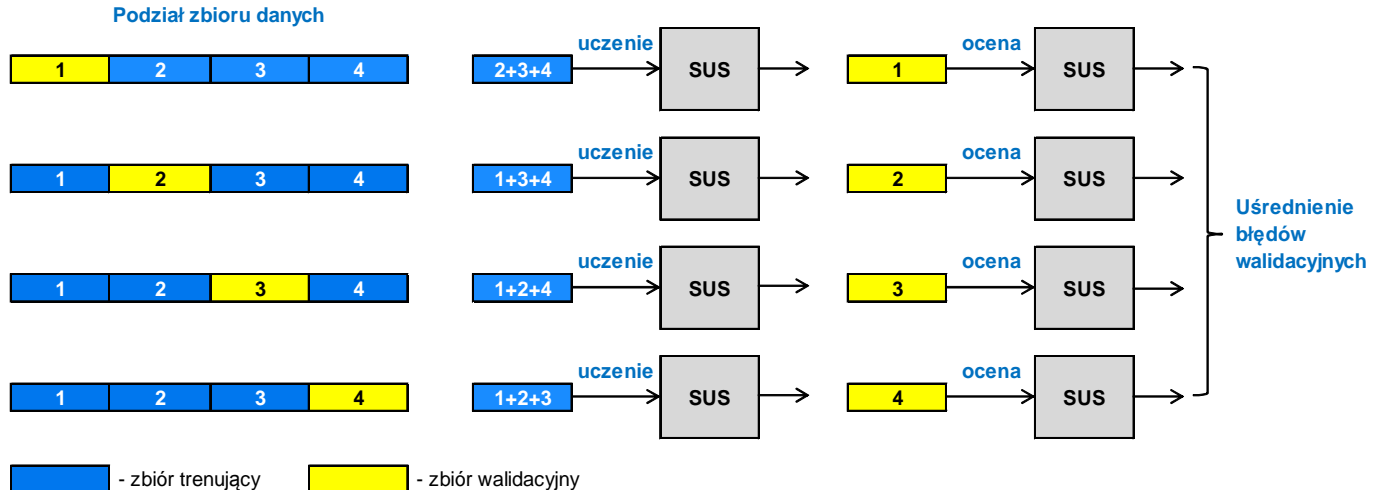 Podział zbioru danych
uczenie
ocena
1 2 3 4
2+3+4
SUS
1
SUS
uczenie
ocena
1 2 3 4
1+3+4
SUS
2
SUS
Uśrednienie
błędów
walidacyjnych
uczenie
ocena
1 2 3 4
1+2+4
SUS
3
SUS
uczenie
ocena
1 2 3 4
1+2+3
SUS
4
SUS
- zbiór trenujący
- zbiór walidacyjny